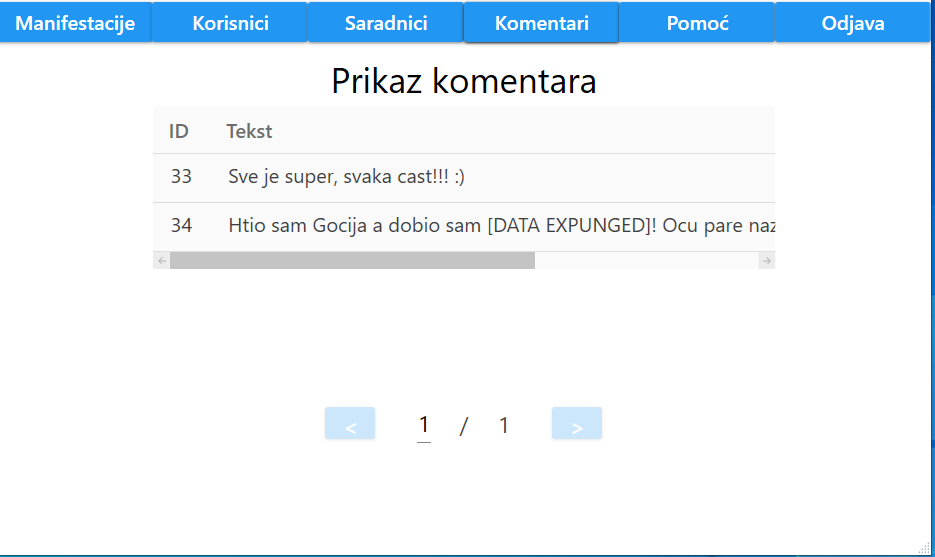 Manifestacije Korisnici Saradnici Komentari Pomoć Odjava
Prikaz komentara
ID Tekst
33 Sve je super, svaka cast!!! :)
34 Htio sam Gocija a dobio sam [DATA EXPUNGED]! Ocu pare naz
< 1 / 1 >